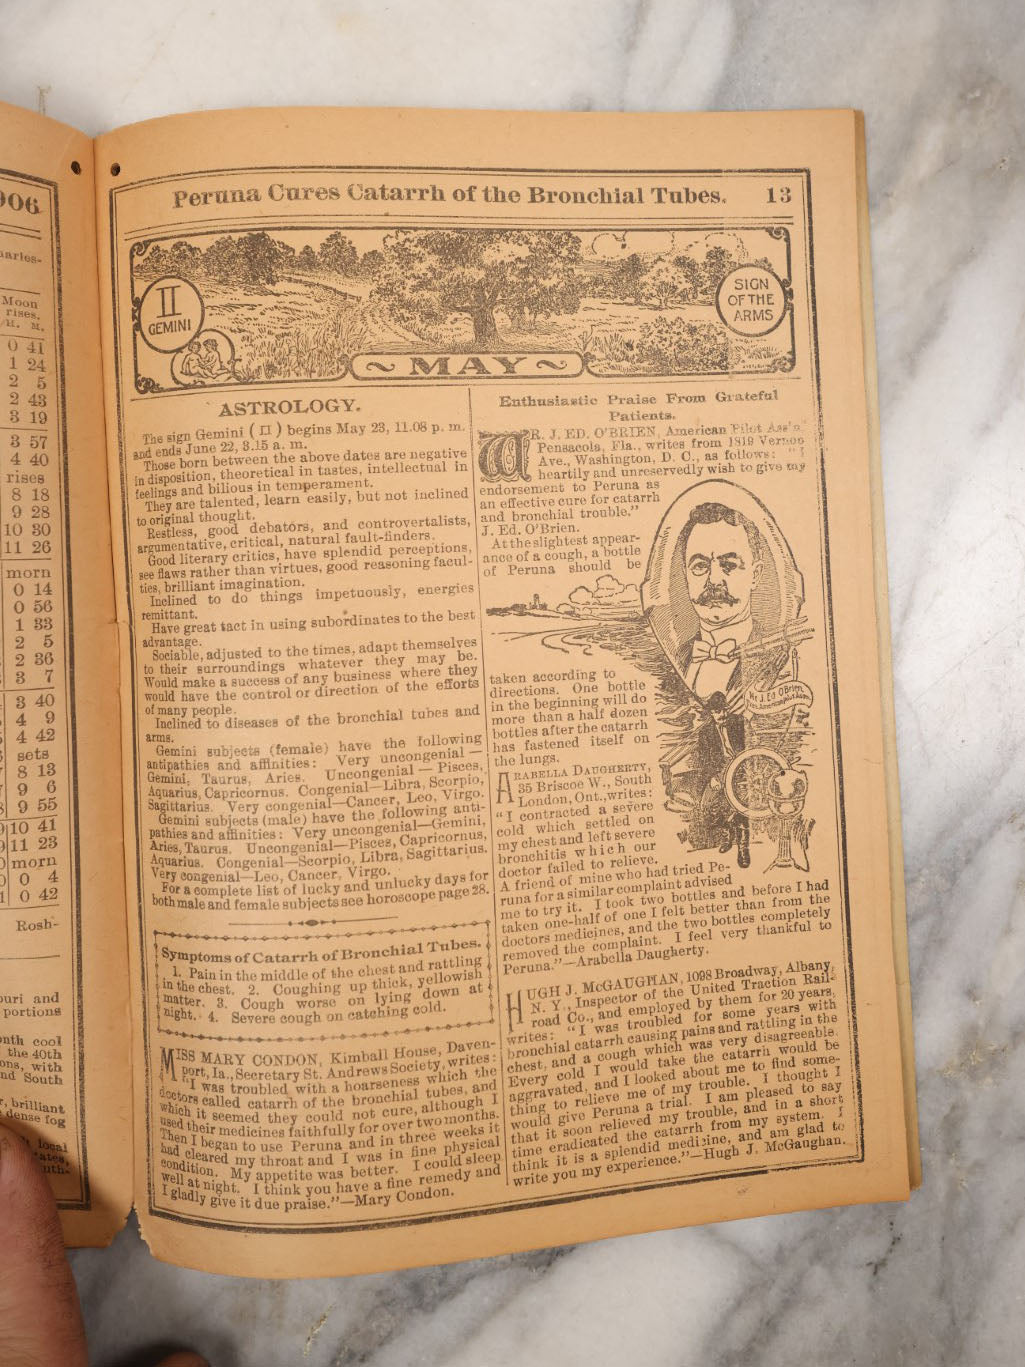 906
Moon
rises.
H. M.
0 41
1 24
2 5
2 43
3 19
3 57
4 40
rises
8 18
9 28
10 30
11 26
morn
0 14
0 56
1 33
2 5
2 36
3 7
3 40
4 9
4 42
sets
8 13
9 6
9 55
10 41
11 23
morn
0 4
0 42
Rosh-
uri and
portions
nth cool
the 40th
ons, with
nd South
brilliant
dense fog
local
Peruna Cures Catarrh of the Bronchial Tubes. 13
II
GEMINI
SIGN
OF THE
ARMS
MAY
ASTROLOGY.
The sign Gemini (♊) begins May 23, 11.08 p. m.
and ends June 22, 3.15 a. m.
Those born between the above dates are negative
in disposition, theoretical in tastes, intellectual in
feelings and bilious in temperament.
They are talented, learn easily, but not inclined
to original thought.
Restless, good debators, and controvertalists,
argumentative, critical, natural fault-finders.
Good literary critics, have splendid perceptions,
see flaws rather than virtues, good reasoning facul-
ties, brilliant imagination.
Inclined to do things impetuously, energies
remittant.
Have great tact in using subordinates to the best
advantage.
Sociable, adjusted to the times, adapt themselves
to their surroundings whatever they may be.
Would make a success of any business where they
would have the control or direction of the efforts
of many people.
Inclined to diseases of the bronchial tubes and
arms.
Gemini subjects (female) have the following
antipathies and affinities: Very uncongenial—
Gemini, Taurus, Aries. Uncongenial—Pisces,
Aquarius, Capricornus. Congenial—Libra, Scorpio,
Sagittarius. Very congenial—Cancer, Leo, Virgo.
Gemini subjects (male) have the following anti-
pathies and affinities: Very uncongenial—Gemini,
Aries, Taurus. Uncongenial—Pisces, Capricornus,
Aquarius. Congenial—Scorpio, Libra, Sagittarius.
Very congenial—Leo, Cancer, Virgo.
For a complete list of lucky and unlucky days for
both male and female subjects see horoscope page 28.
Symptoms of Catarrh of Bronchial Tubes.
1. Pain in the middle of the chest and rattling
in the chest. 2. Coughing up thick, yellowish
matter. 3. Cough worse on lying down at
night. 4. Severe cough on catching cold.
MISS MARY CONDON, Kimball House, Daven-
port, Ia., Secretary St. Andrews Society, writes:
"I was troubled with a hoarseness which the
doctors called catarrh of the bronchial tubes, and
which it seemed they could not cure, although I
used their medicines faithfully for over two months.
Then I began to use Peruna and in three weeks it
had cleared my throat and I was in fine physical
condition. My appetite was better. I could sleep
well at night. I think you have a fine remedy and
I gladly give it due praise."—Mary Condon.
Enthusiastic Praise From Grateful
Patients.
MR. J. ED. O'BRIEN, American Pilot Ass'n,
Pensacola, Fla., writes from 1819 Vernon
Ave., Washington, D. C., as follows: "I
heartily and unreservedly wish to give my
endorsement to Peruna as
an effective cure for catarrh
and bronchial trouble."
J. Ed. O'Brien.
At the slightest appear-
ance of a cough, a bottle
of Peruna should be
taken according to
directions. One bottle
in the beginning will do
more than a half dozen
bottles after the catarrh
has fastened itself on
the lungs.
Mr J. Ed O'Brien
ARABELLA DAUGHERTY,
35 Briscoe W., South
London, Ont., writes:
"I contracted a severe
cold which settled on
my chest and left severe
bronchitis which our
doctor failed to relieve.
A friend of mine who had tried Pe-
runa for a similar complaint advised
me to try it. I took two bottles and before I had
taken one-half of one I felt better than from the
doctors medicines, and the two bottles completely
removed the complaint. I feel very thankful to
Peruna."—Arabella Daugherty.
HUGH J. McGAUGHAN, 1098 Broadway, Albany,
N. Y., Inspector of the United Traction Rail-
road Co., and employed by them for 20 years,
writes: "I was troubled for some years with
bronchial catarrh causing pains and rattling in the
chest, and a cough which was very disagreeable.
Every cold I would take the catarrh would be
aggravated, and I looked about me to find some-
thing to relieve me of my trouble. I thought I
would give Peruna a trial. I am pleased to say
that it soon relieved my trouble, and in a short
time eradicated the catarrh from my system. I
think it is a splendid medicine, and am glad to
write you my experience."—Hugh J. McGaughan.